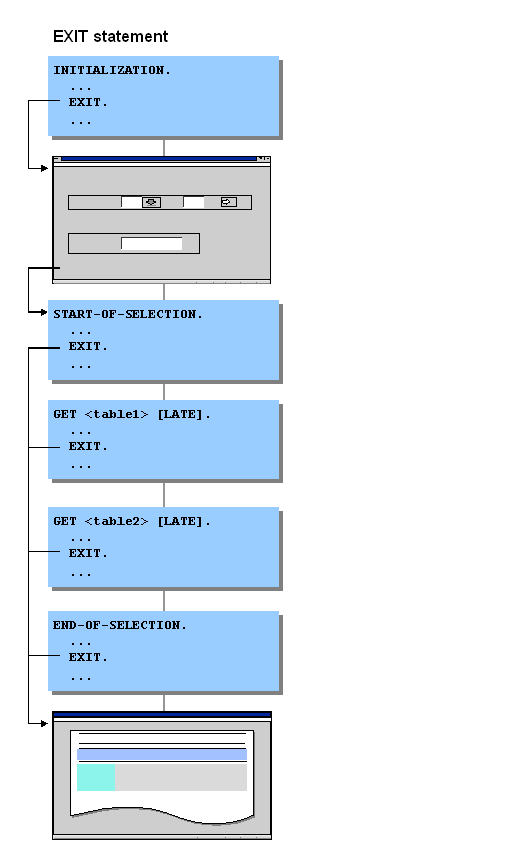 EXIT statement
INITIALIZATION.
...
EXIT.
...
START-OF-SELECTION.
...
EXIT.
...
GET <table1> [LATE].
...
EXIT.
...
GET <table2> [LATE].
...
EXIT.
...
END-OF-SELECTION.
...
EXIT.
...